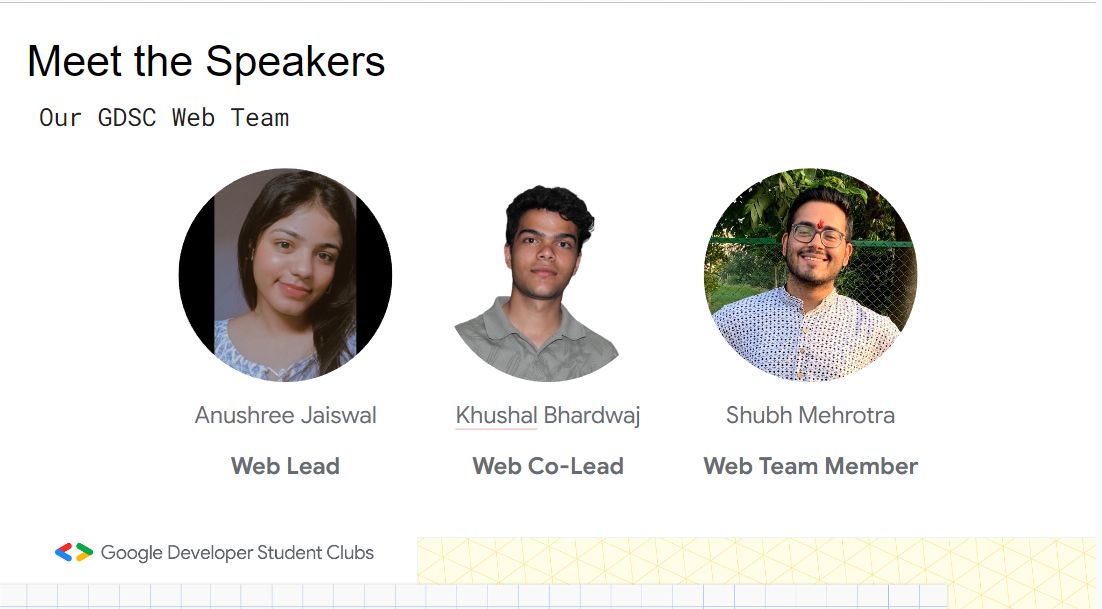 Meet the Speakers
Our GDSC Web Team
Anushree Jaiswal
Khushal Bhardwaj
Shubh Mehrotra
Web Lead
Web Co-Lead
Web Team Member
Google Developer Student Clubs